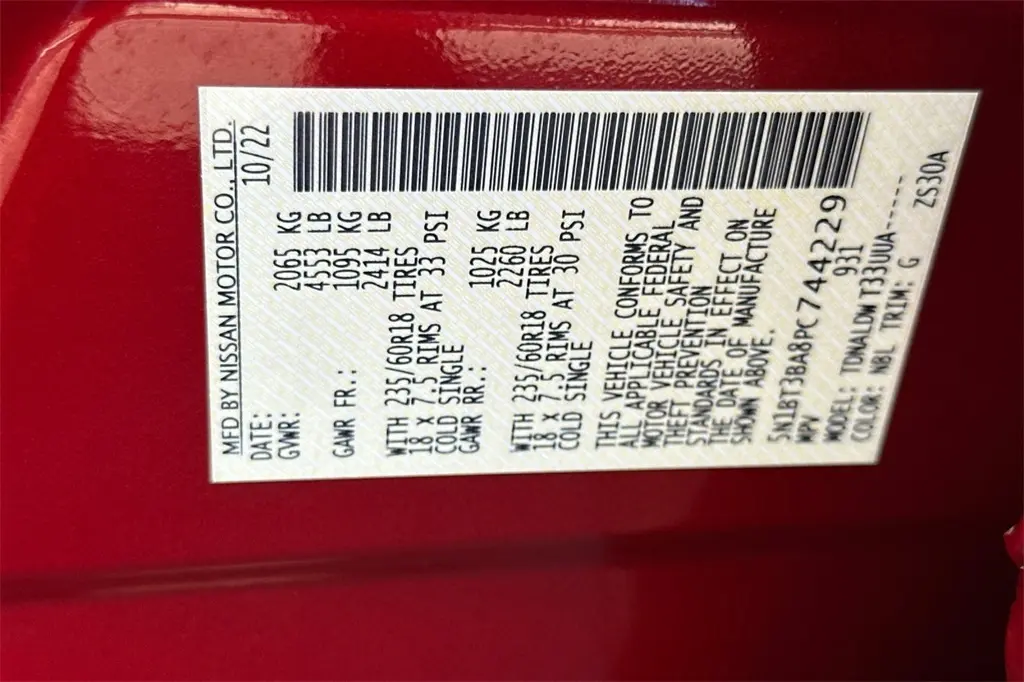 MFD BY NISSAN MOTOR CO., LTD.
DATE: 10/22
GVWR: 2065 KG
4553 LB
GAWR FR.: 1095 KG
2414 LB
WITH 235/60R18 TIRES
18 X 7.5 RIMS AT 33 PSI
COLD SINGLE
GAWR RR.: 1025 KG
2260 LB
WITH 235/60R18 TIRES
18 X 7.5 RIMS AT 30 PSI
COLD SINGLE
THIS VEHICLE CONFORMS TO
ALL APPLICABLE FEDERAL
MOTOR VEHICLE SAFETY AND
THEFT PREVENTION
STANDARDS IN EFFECT ON
THE DATE OF MANUFACTURE
SHOWN ABOVE.
5N1BT3BA8PC744229
MPV 931
MODEL: TDNALDW T33UUA-----
COLOR: NBL TRIM: G ZS30A